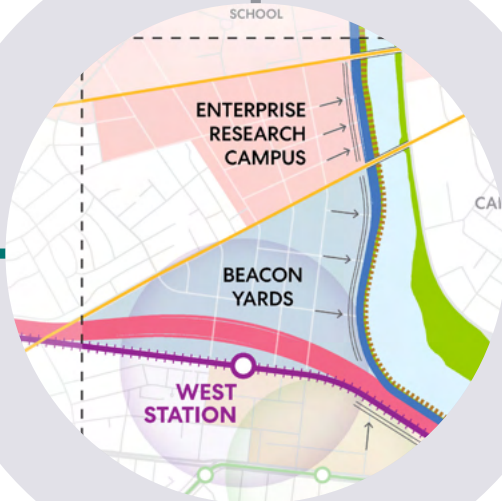 SCHOOL
ENTERPRISE
RESEARCH
CAMPUS
BEACON
YARDS
WEST
STATION